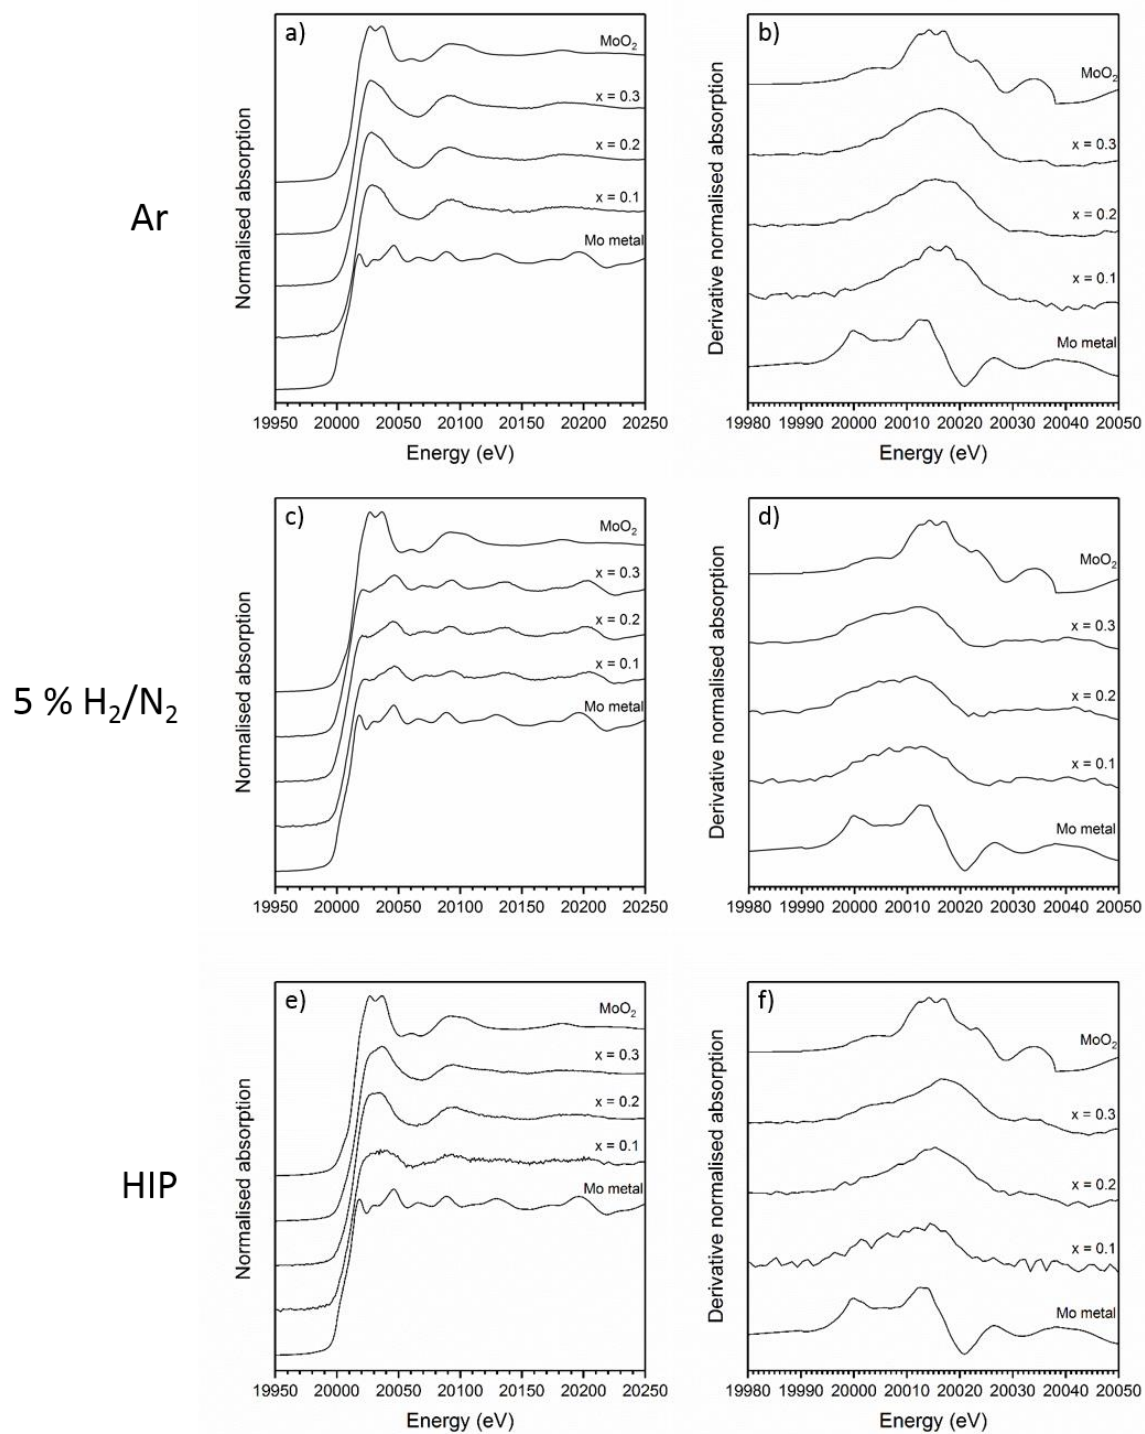 Ar
a)
Normalised absorption
MoO₂
x = 0.3
x = 0.2
x = 0.1
Mo metal
19950 20000 20050 20100 20150 20200 20250
Energy (eV)
b)
Derivative normalised absorption
MoO₂
x = 0.3
x = 0.2
x = 0.1
Mo metal
19980 19990 20000 20010 20020 20030 20040 20050
Energy (eV)
5 % H₂/N₂
c)
Normalised absorption
MoO₂
x = 0.3
x = 0.2
x = 0.1
Mo metal
19950 20000 20050 20100 20150 20200 20250
d)
Derivative normalised absorption
MoO₂
x = 0.3
x = 0.2
x = 0.1
Mo metal
19980 19990 20000 20010 20020 20030 20040 20050
HIP
e)
Normalised absorption
MoO₂
x = 0.3
x = 0.2
x = 0.1
Mo metal
19950 20000 20050 20100 20150 20200 20250
Energy (eV)
f)
Derivative normalised absorption
MoO₂
x = 0.3
x = 0.2
x = 0.1
Mo metal
19980 19990 20000 20010 20020 20030 20040 20050
Energy (eV)